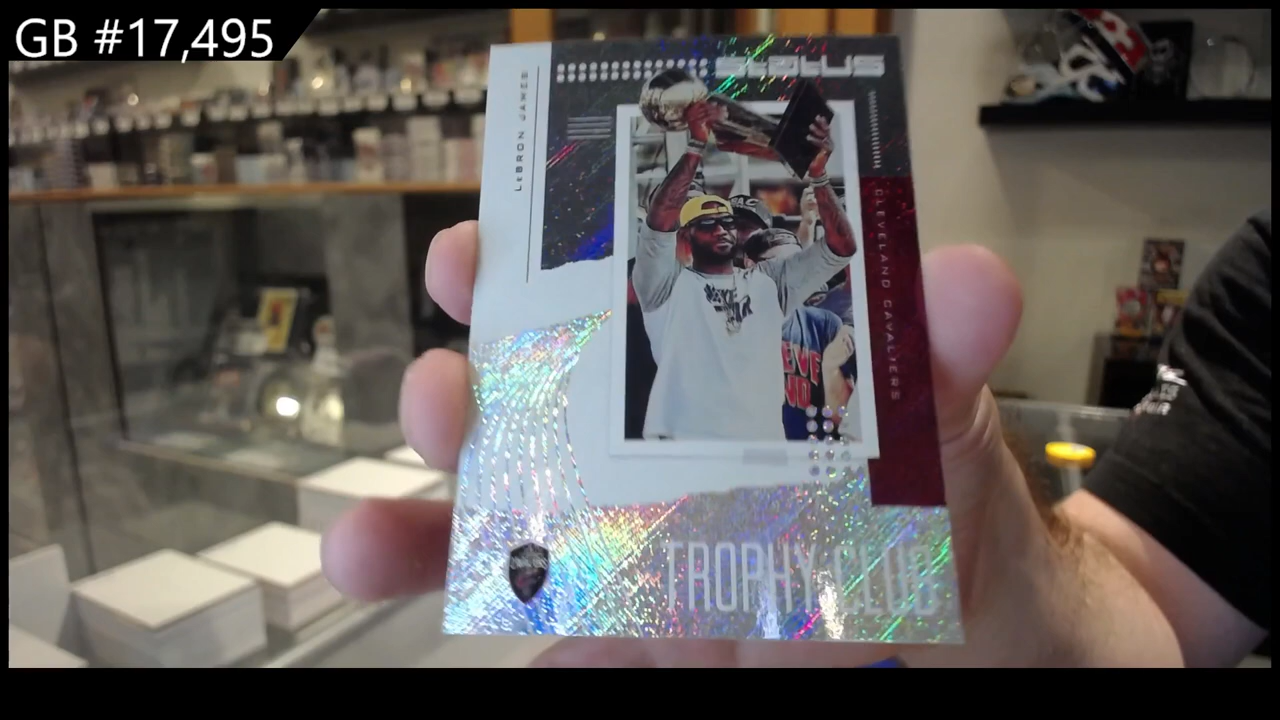 GB #17,495
status
LeBRON JAMES
CLEVELAND CAVALIERS
TROPHY CLUB